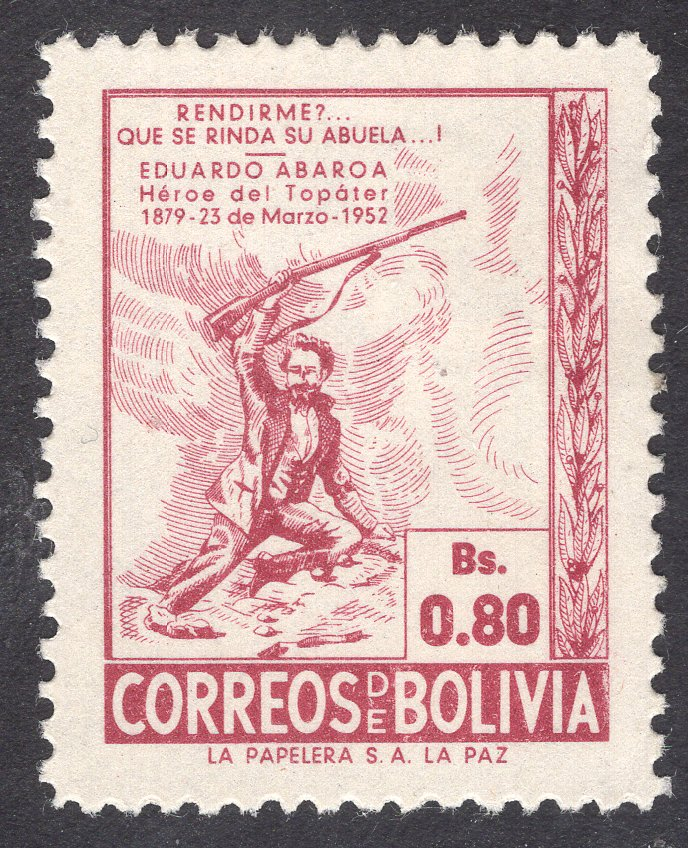 RENDIRME?...
QUE SE RINDA SU ABUELA...!
EDUARDO ABAROA
Héroe del Topáter
1879-23 de Marzo-1952
Bs.
0.80
CORREOS DE BOLIVIA
LA PAPELERA S. A. LA PAZ